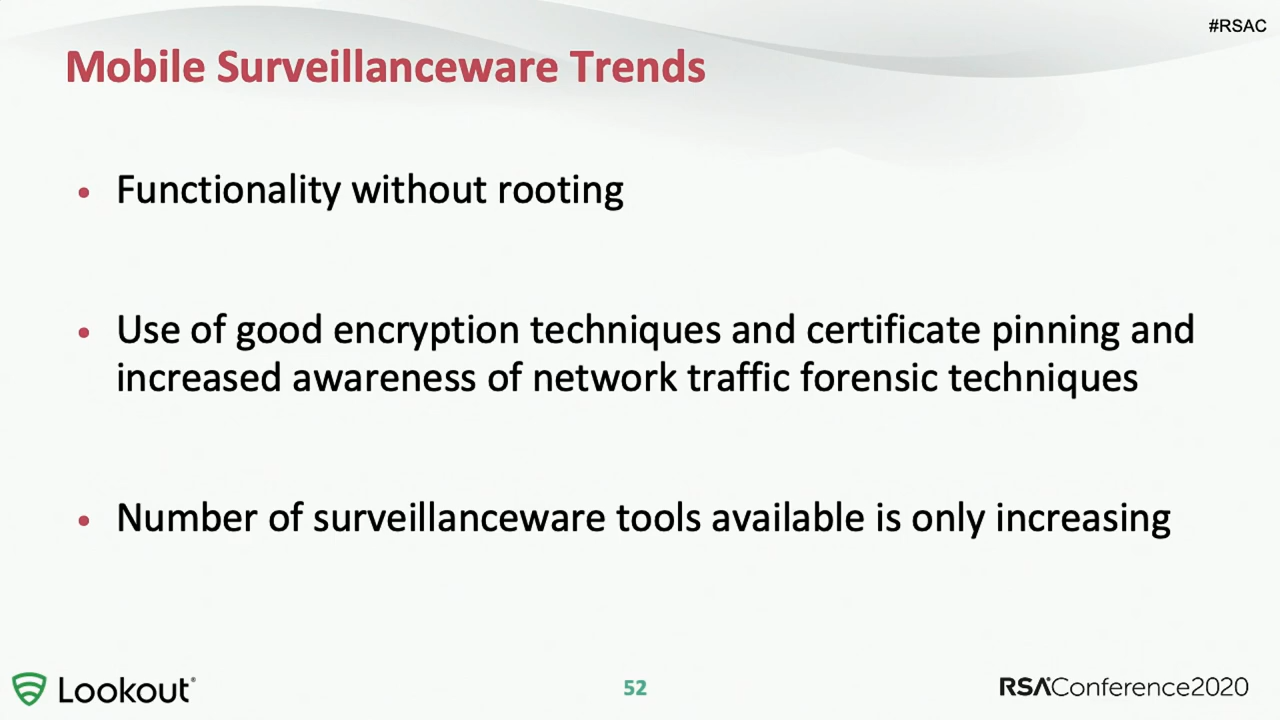 #RSAC
Mobile Surveillanceware Trends
• Functionality without rooting
• Use of good encryption techniques and certificate pinning and
increased awareness of network traffic forensic techniques
• Number of surveillanceware tools available is only increasing
Lookout®
52
RSAConference2020